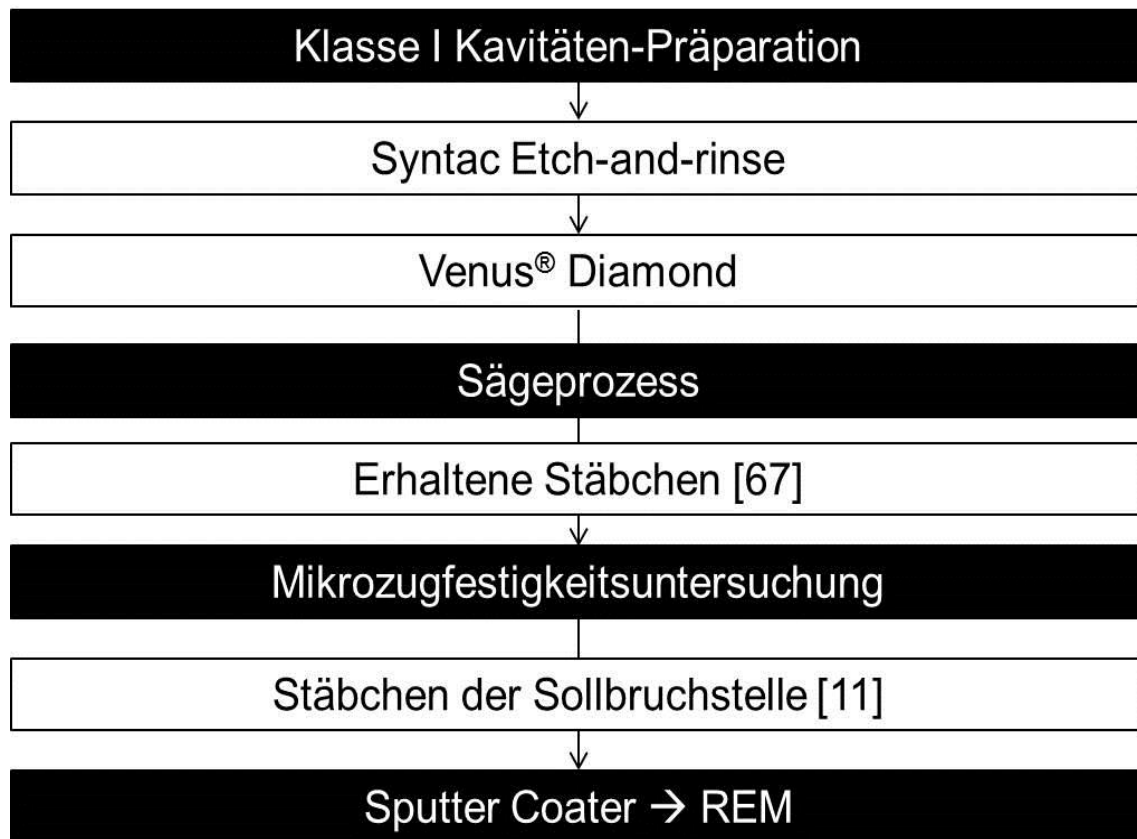 Klasse I Kavitäten-Präparation
Syntac Etch-and-rinse
Venus® Diamond
Sägeprozess
Erhaltene Stäbchen [67]
Mikrozugfestigkeitsuntersuchung
Stäbchen der Sollbruchstelle [11]
Sputter Coater → REM